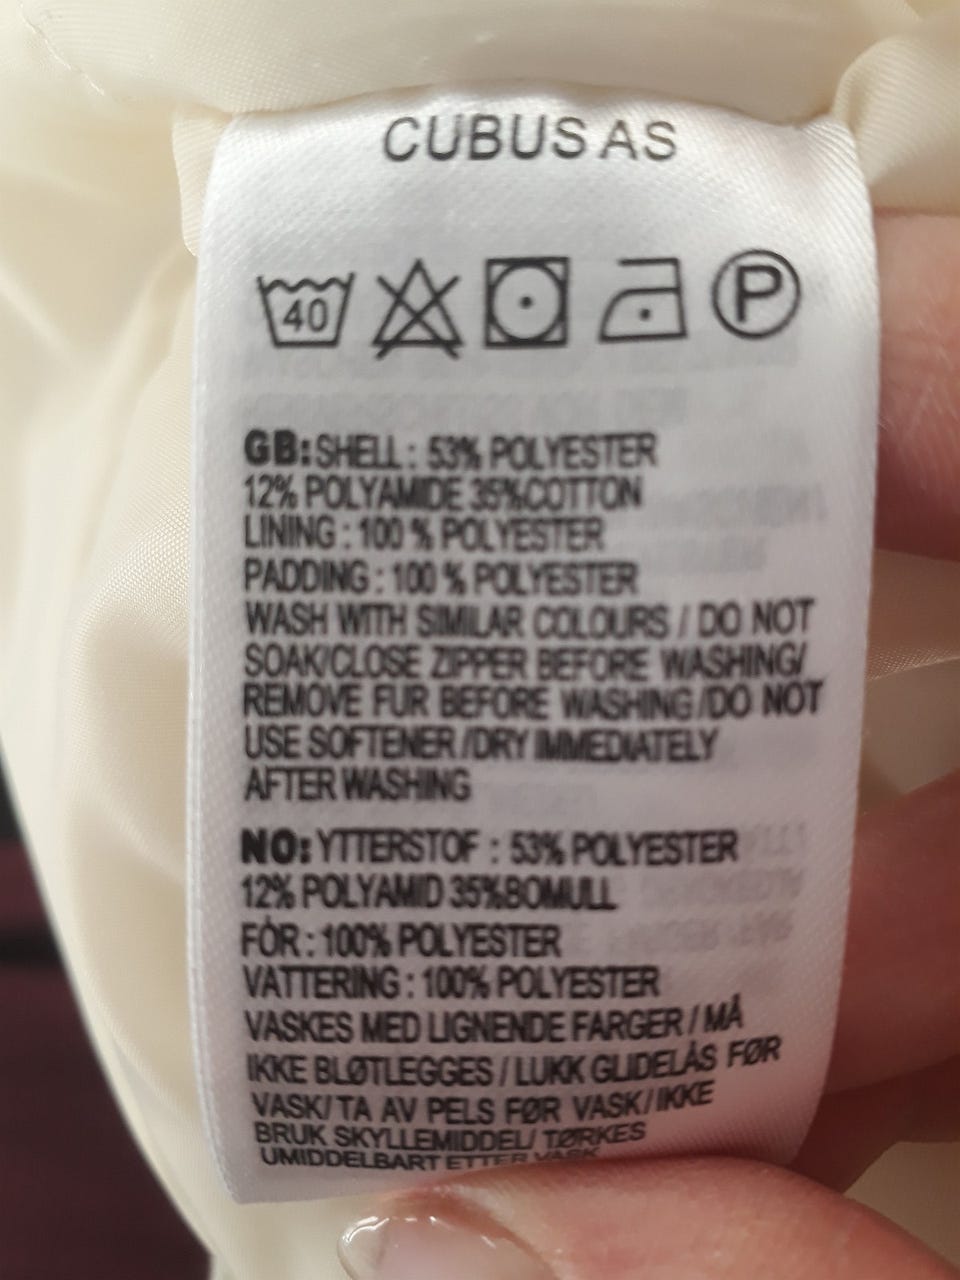 CUBUS AS
40 P
GB: SHELL : 53% POLYESTER
12% POLYAMIDE 35%COTTON
LINING : 100 % POLYESTER
PADDING : 100 % POLYESTER
WASH WITH SIMILAR COLOURS / DO NOT
SOAK/CLOSE ZIPPER BEFORE WASHING/
REMOVE FUR BEFORE WASHING /DO NOT
USE SOFTENER /DRY IMMEDIATELY
AFTER WASHING
NO: YTTERSTOF : 53% POLYESTER
12% POLYAMID 35%BOMULL
FÓR : 100% POLYESTER
VATTERING : 100% POLYESTER
VASKES MED LIGNENDE FARGER / MÅ
IKKE BLØTLEGGES / LUKK GLIDELÅS FØR
VASK/ TA AV PELS FØR VASK/ IKKE
BRUK SKYLLEMIDDEL/ TØRKES
UMIDDELBART ETTER VASK